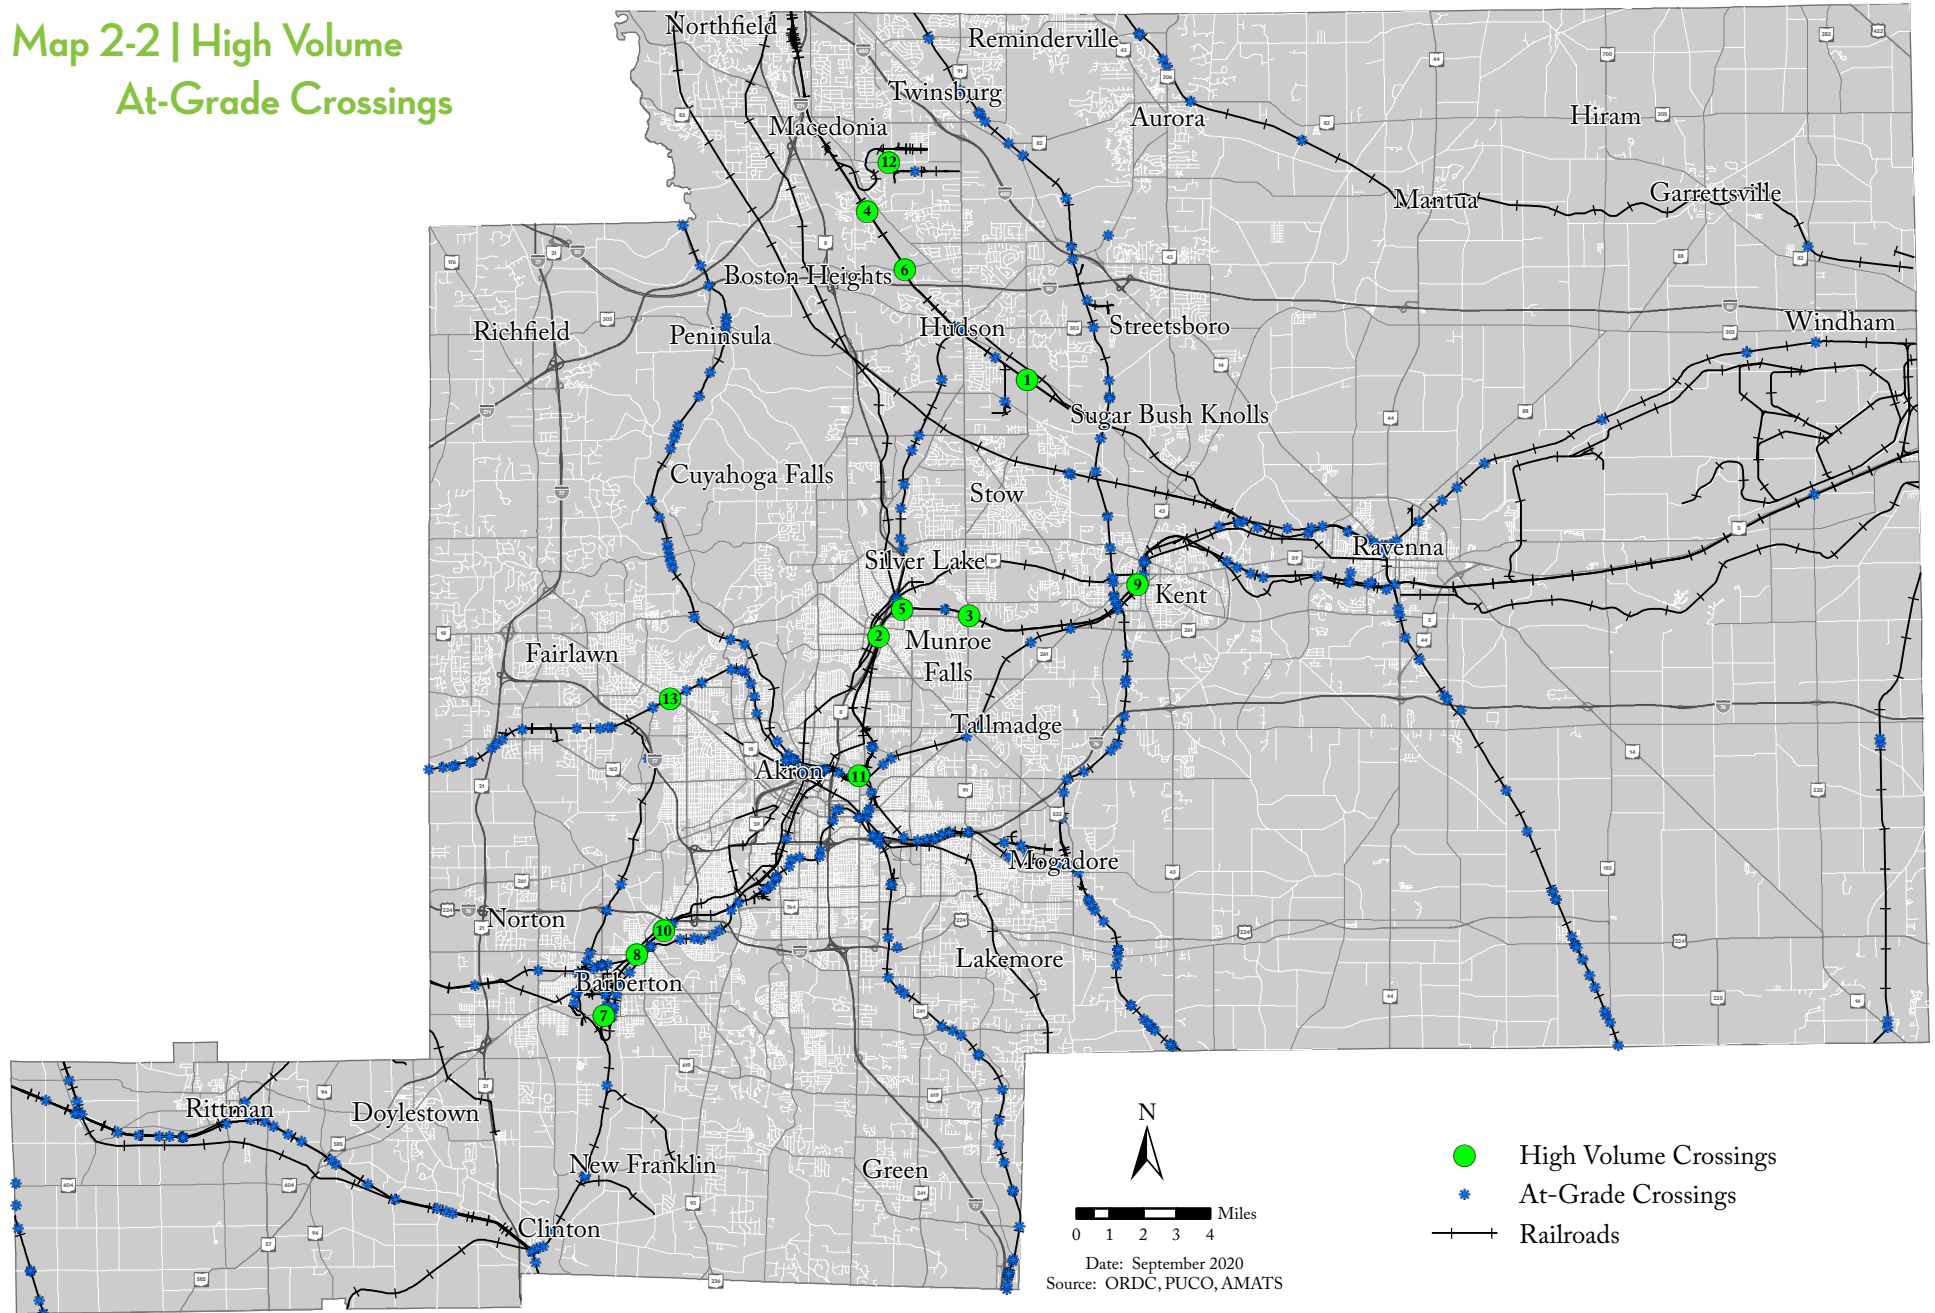 Map 2-2 | High Volume
At-Grade Crossings
Northfield
Reminderville
Twinsburg
Macedonia
Aurora
Hiram
12
4
Mantua
Garrettsville
6
Boston Heights
Richfield
Peninsula
Hudson
Streetsboro
Windham
1
Sugar Bush Knolls
Cuyahoga Falls
Stow
Silver Lake
Ravenna
9
Kent
5
3
2
Munroe
Falls
Fairlawn
13
Tallmadge
Akron
11
Mogadore
Norton
10
8
Lakemore
Barberton
7
Rittman
Doylestown
New Franklin
Green
Clinton
N
Miles
0 1 2 3 4
Date: September 2020
Source: ORDC, PUCO, AMATS
High Volume Crossings
At-Grade Crossings
Railroads